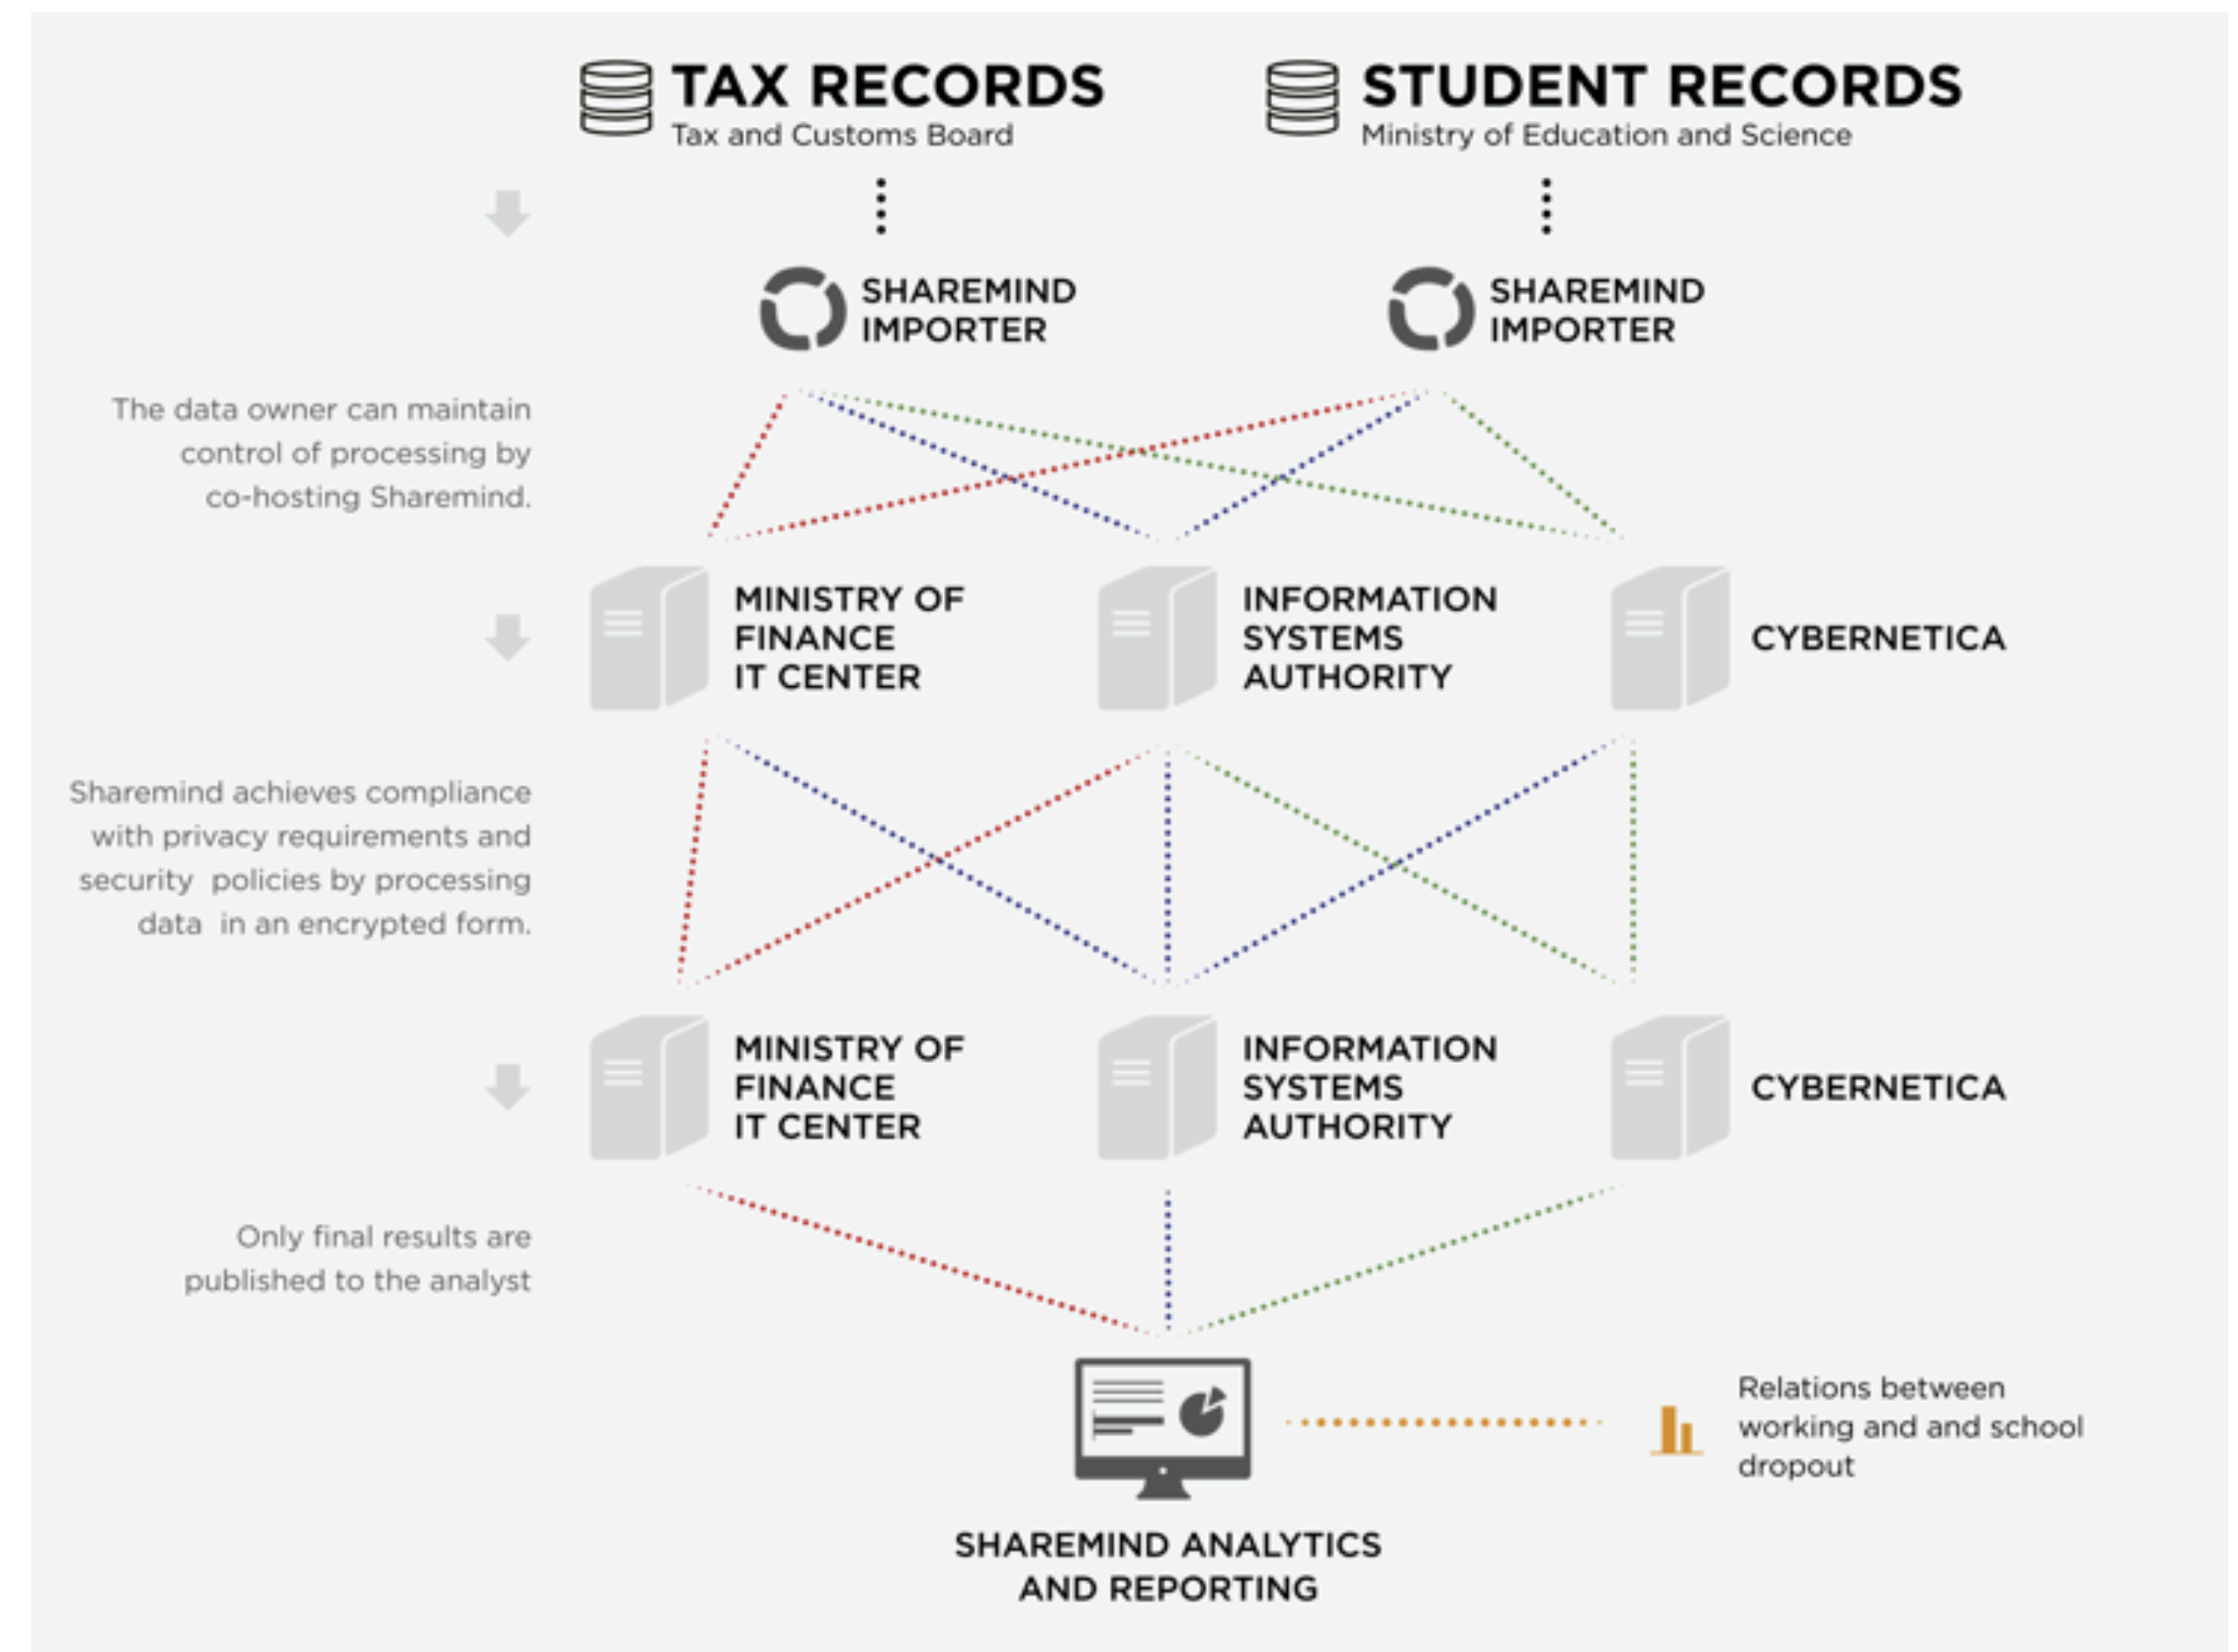 TAX RECORDS
Tax and Customs Board
STUDENT RECORDS
Ministry of Education and Science
SHAREMIND
IMPORTER
SHAREMIND
IMPORTER
The data owner can maintain
control of processing by
co-hosting Sharemind.
MINISTRY OF
FINANCE
IT CENTER
INFORMATION
SYSTEMS
AUTHORITY
CYBERNETICA
Sharemind achieves compliance
with privacy requirements and
security policies by processing
data in an encrypted form.
MINISTRY OF
FINANCE
IT CENTER
INFORMATION
SYSTEMS
AUTHORITY
CYBERNETICA
Only final results are
published to the analyst
Relations between
working and and school
dropout
SHAREMIND ANALYTICS
AND REPORTING